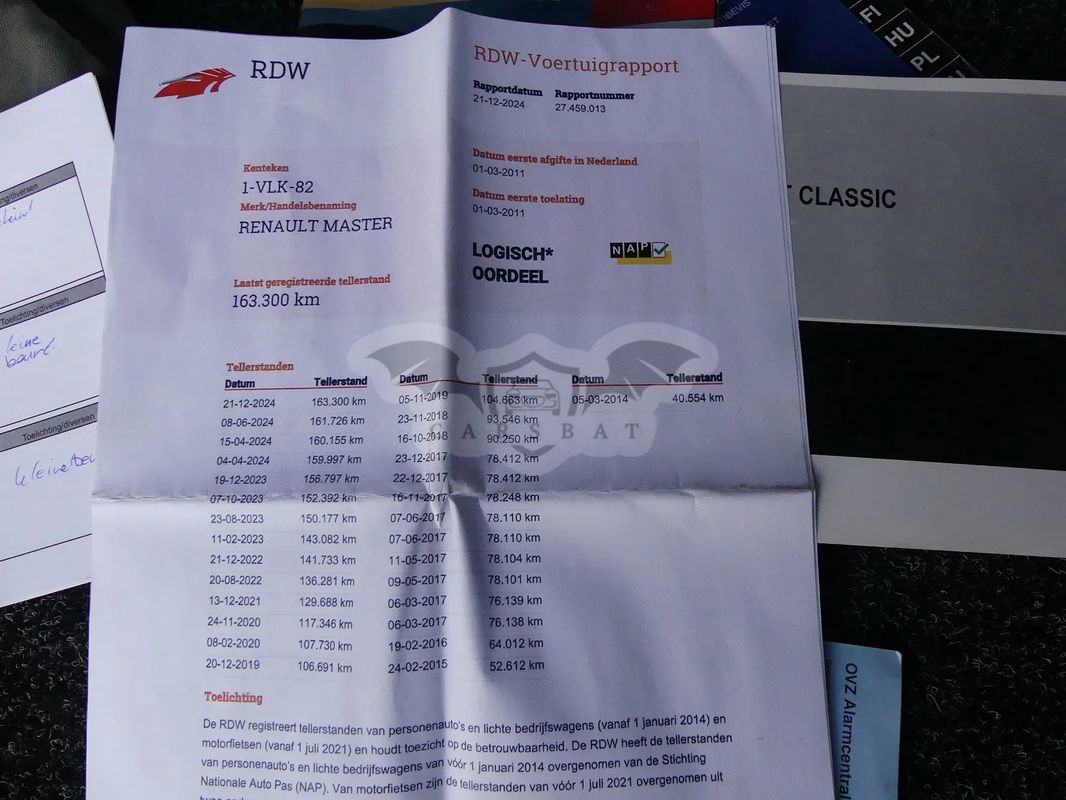 RDW
RDW-Voertuigrapport
Rapportdatum Rapportnummer
21-12-2024 27.459.013
Kenteken
1-VLK-82
Merk/Handelsbenaming
RENAULT MASTER
Laatst geregistreerde tellerstand
163.300 km
Datum eerste afgifte in Nederland
01-03-2011
Datum eerste toelating
01-03-2011
LOGISCH*
OORDEEL
NAP
Tellerstanden
Datum Tellerstand Datum Tellerstand Datum Tellerstand
21-12-2024 163.300 km 05-11-2019 104.663 km 05-03-2014 40.554 km
08-06-2024 161.726 km 23-11-2018 93.546 km
15-04-2024 160.155 km 16-10-2018 90.250 km
04-04-2024 159.997 km 23-12-2017 78.412 km
19-12-2023 156.797 km 22-12-2017 78.412 km
07-10-2023 152.392 km 16-11-2017 78.248 km
23-08-2023 150.177 km 07-06-2017 78.110 km
11-02-2023 143.082 km 07-06-2017 78.110 km
21-12-2022 141.733 km 11-05-2017 78.104 km
20-08-2022 136.281 km 09-05-2017 78.101 km
13-12-2021 129.688 km 06-03-2017 76.139 km
24-11-2020 117.346 km 06-03-2017 76.138 km
08-02-2020 107.730 km 19-02-2016 64.012 km
20-12-2019 106.691 km 24-02-2015 52.612 km
Toelichting
De RDW registreert tellerstanden van personenauto's en lichte bedrijfswagens (vanaf 1 januari 2014) en
motorfietsen (vanaf 1 juli 2021) en houdt toezicht op de betrouwbaarheid. De RDW heeft de tellerstanden
van personenauto's en lichte bedrijfswagens van vóór 1 januari 2014 overgenomen van de Stichting
Nationale Auto Pas (NAP). Van motorfietsen zijn de tellerstanden van vóór 1 juli 2021 overgenomen uit
CARSBAT
CLASSIC
HU
PL
Toelichting/diversen
Toelichting/diversen
OVZ Alarmcentral